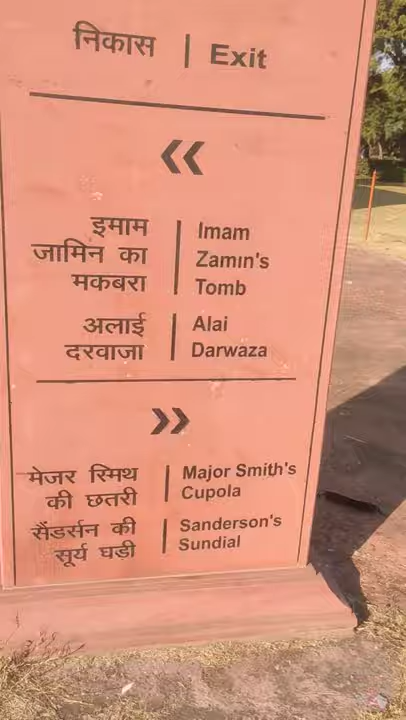 निकास | Exit
<<
इमाम | Imam
जामिन का | Zamin's
मकबरा | Tomb
अलाई | Alai
दरवाजा | Darwaza
>>
मेजर स्मिथ | Major Smith's
की छतरी | Cupola
सैंडर्सन की | Sanderson's
सूर्य घड़ी | Sundial